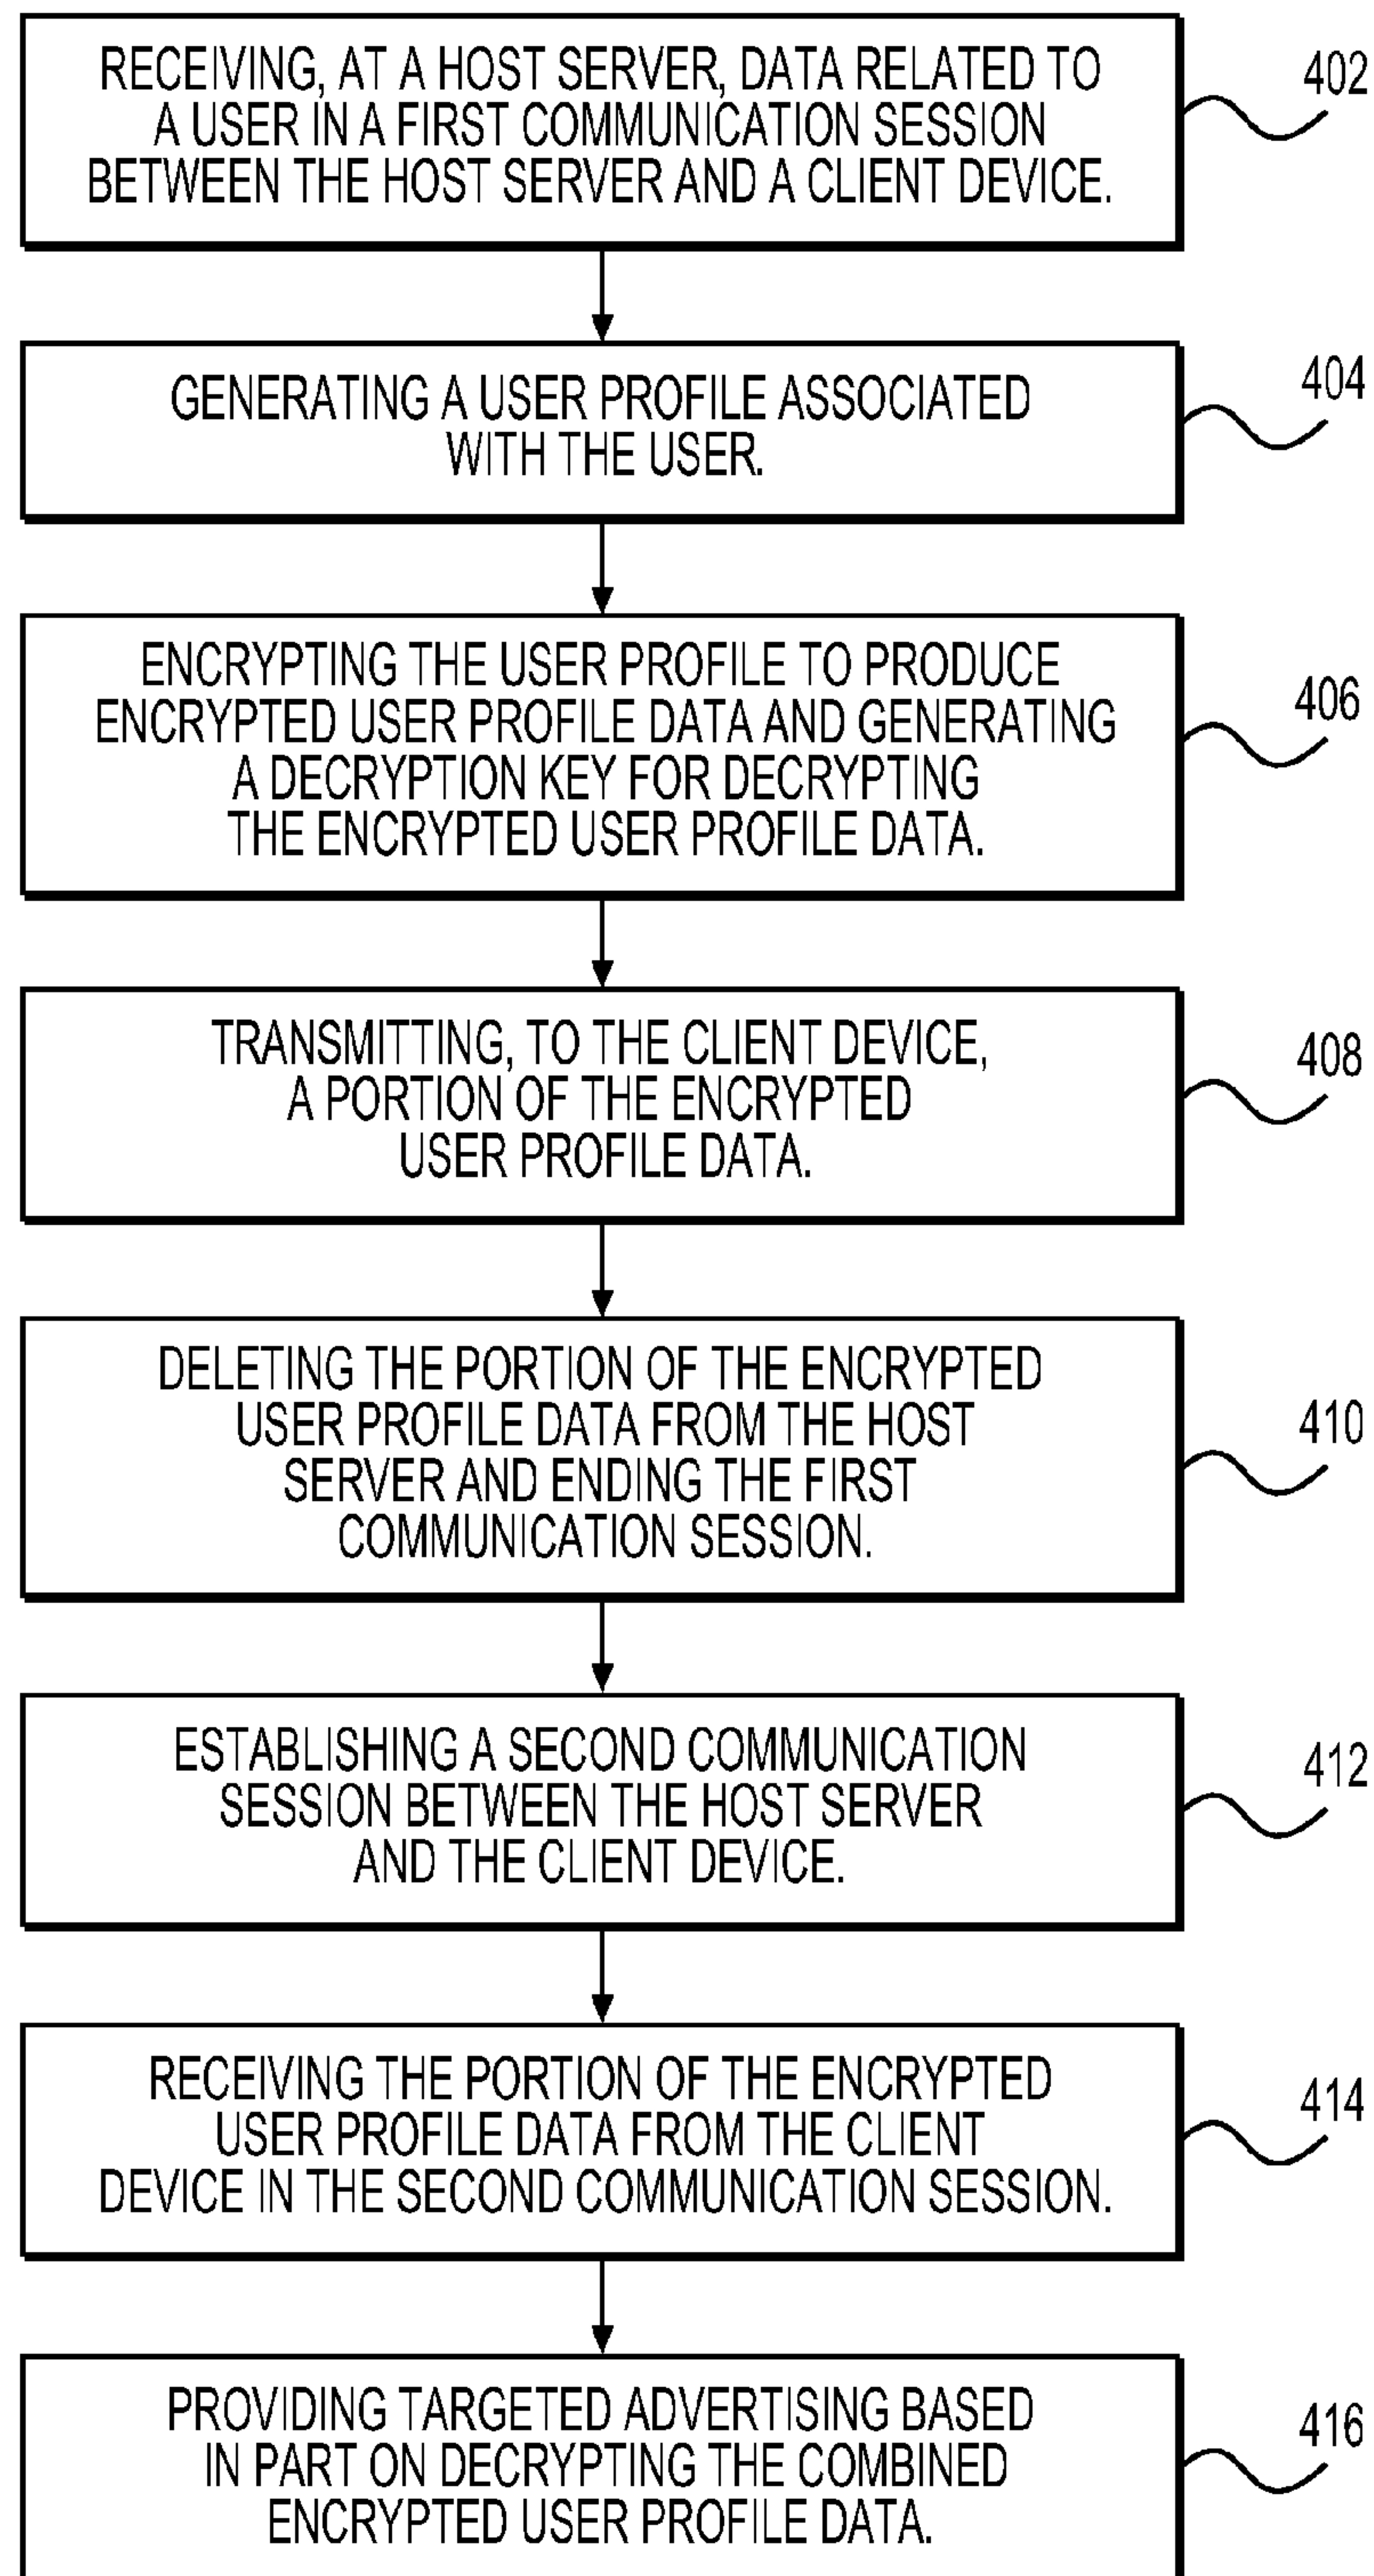 RECEIVING, AT A HOST SERVER, DATA RELATED TO
A USER IN A FIRST COMMUNICATION SESSION
BETWEEN THE HOST SERVER AND A CLIENT DEVICE.
402
GENERATING A USER PROFILE ASSOCIATED
WITH THE USER.
404
ENCRYPTING THE USER PROFILE TO PRODUCE
ENCRYPTED USER PROFILE DATA AND GENERATING
A DECRYPTION KEY FOR DECRYPTING
THE ENCRYPTED USER PROFILE DATA.
406
TRANSMITTING, TO THE CLIENT DEVICE,
A PORTION OF THE ENCRYPTED
USER PROFILE DATA.
408
DELETING THE PORTION OF THE ENCRYPTED
USER PROFILE DATA FROM THE HOST
SERVER AND ENDING THE FIRST
COMMUNICATION SESSION.
410
ESTABLISHING A SECOND COMMUNICATION
SESSION BETWEEN THE HOST SERVER
AND THE CLIENT DEVICE.
412
RECEIVING THE PORTION OF THE ENCRYPTED
USER PROFILE DATA FROM THE CLIENT
DEVICE IN THE SECOND COMMUNICATION SESSION.
414
PROVIDING TARGETED ADVERTISING BASED
IN PART ON DECRYPTING THE COMBINED
ENCRYPTED USER PROFILE DATA.
416